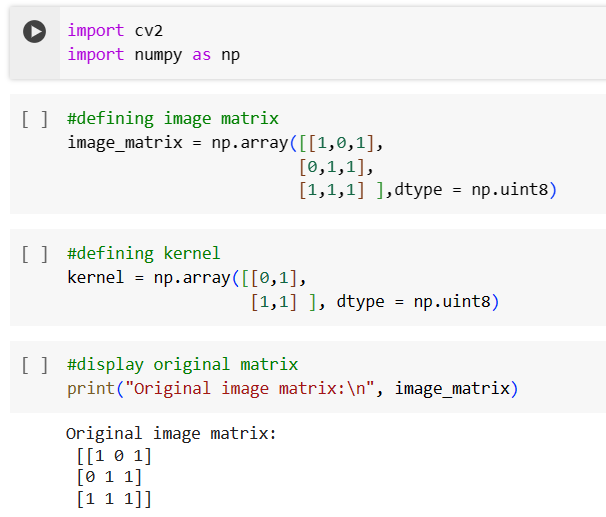 import cv2
import numpy as np
[ ] #defining image matrix
image_matrix = np.array([[1,0,1],
[0,1,1],
[1,1,1] ],dtype = np.uint8)
[ ] #defining kernel
kernel = np.array([[0,1],
[1,1] ], dtype = np.uint8)
[ ] #display original matrix
print("Original image matrix:\n", image_matrix)
Original image matrix:
[[1 0 1]
[0 1 1]
[1 1 1]]